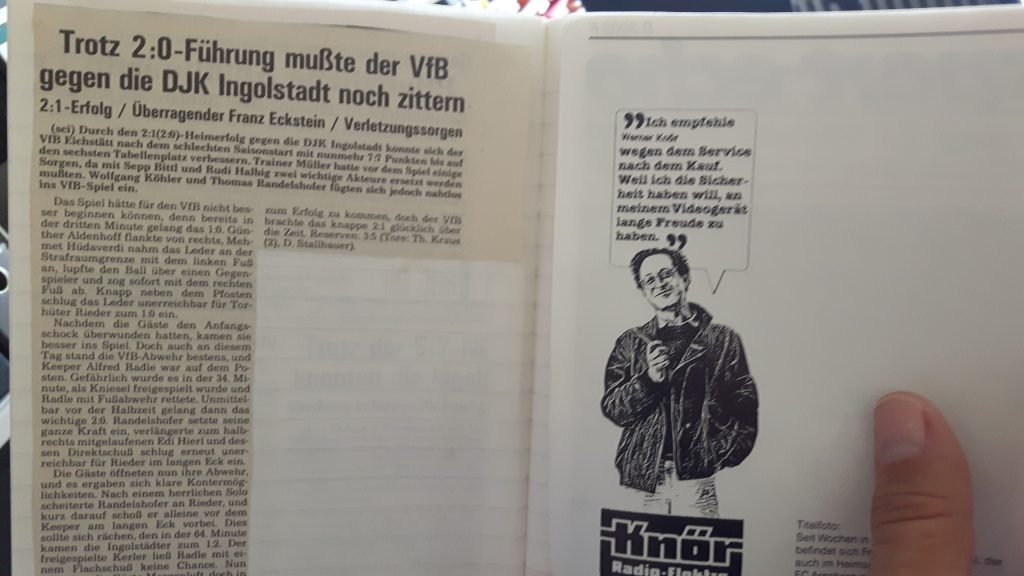 Trotz 2:0-Führung mußte der VfB
gegen die DJK Ingolstadt noch zittern
2:1-Erfolg / Überragender Franz Eckstein / Verletzungssorgen
(sci) Durch den 2:1(2:0)-Heimerfolg gegen die DJK Ingolstadt konnte sich der
VfB Eichstätt nach dem schlechten Saisonstart mit nunmehr 7:7 Punkten bis auf
den sechsten Tabellenplatz verbessern. Trainer Müller hatte vor dem Spiel einige
Sorgen, da mit Sepp Bittl und Rudi Halbig zwei wichtige Akteure ersetzt werden
mußten. Wolfgang Köhler und Thomas Randelshofer fügten sich jedoch nahtlos
ins VfB-Spiel ein.
Das Spiel hätte für den VfB nicht bes-
ser beginnen können, denn bereits in
der dritten Minute gelang das 1:0. Gün-
ther Aldenhoff flankte von rechts, Meh-
met Hüdaverdi nahm das Leder an der
Strafraumgrenze mit dem linken Fuß
an, lupfte den Ball über einen Gegen-
spieler und zog sofort mit dem rechten
Fuß ab. Knapp neben dem Pfosten
schlug das Leder unerreichbar für Tor-
hüter Rieder zum 1:0 ein.
Nachdem die Gäste den Anfangs-
schock überwunden hatten, kamen sie
besser ins Spiel. Doch auch an diesem
Tag stand die VfB-Abwehr bestens, und
Keeper Alfred Radle war auf dem Po-
sten. Gefährlich wurde es in der 34. Mi-
nute, als Kniesel freigespielt wurde und
Radle mit Fußabwehr rettete. Unmittel-
bar vor der Halbzeit gelang dann das
wichtige 2:0. Randelshofer setzte seine
ganze Kraft ein, verlängerte zum halb-
rechts mitgelaufenen Edi Hierl und des-
sen Direktschuß schlug erneut uner-
reichbar für Rieder im langen Eck ein.
Die Gäste öffneten nun ihre Abwehr,
und es ergaben sich klare Kontermög-
lichkeiten. Nach einem herrlichen Solo
scheiterte Randelshofer an Rieder, und
kurz darauf schoß er alleine vor dem
Keeper am langen Eck vorbei. Dies
sollte sich rächen, denn in der 64. Minute
kamen die Ingolstädter zum 1:2. Der
freigespielte Kerler ließ Radle mit ei-
nem Flachschuß keine Chance. Nun
zum Erfolg zu kommen, doch der VfB
brachte das knappe 2:1 glücklich über
die Zeit. Reserven: 3:5 (Tore: Th. Kraus
(2), D. Stallbauer).
„Ich empfehle
Werner Knör
wegen dem Service
nach dem Kauf.
Weil ich die Sicher-
heit haben will, an
meinem Videogerät
lange Freude zu
haben.”
Knör
Radio-Elektro
Titelfoto:
Seit Wochen in
befindet sich
auch im